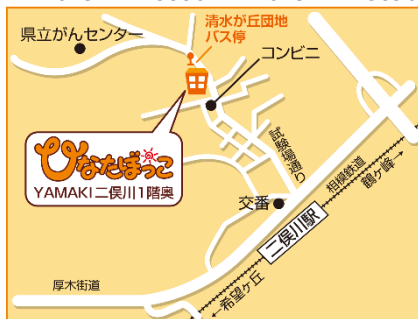 清水が丘団地
バス停
県立がんセンター
コンビニ
ひなたぼっこ
YAMAKI二俣川1階奥
試験場通り
相模鉄道
鶴ヶ峰→
交番
二俣川駅
←希望ケ丘
厚木街道